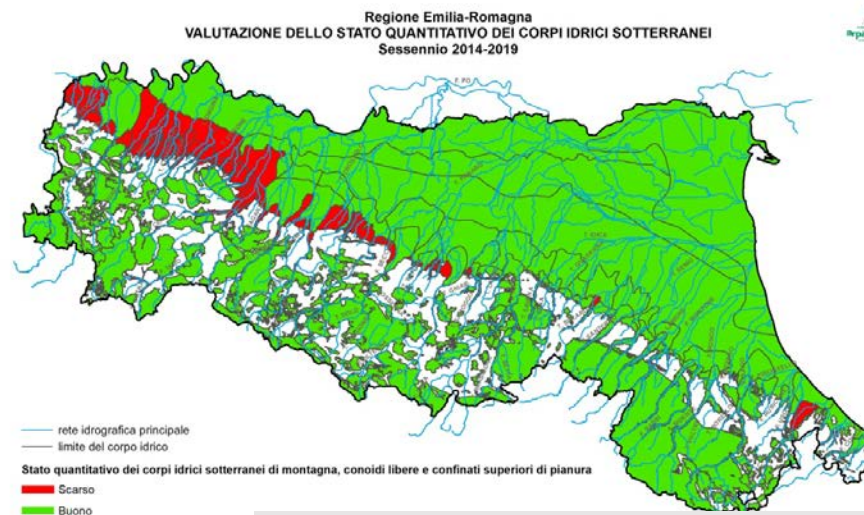 Regione Emilia-Romagna
VALUTAZIONE DELLO STATO QUANTITATIVO DEI CORPI IDRICI SOTTERRANEI
Sessennio 2014-2019
F. PO
rete idrografica principale
limite del corpo idrico
Stato quantitativo dei corpi idrici sotterranei di montagna, conoidi libere e confinati superiori di pianura
Scarso
Buono